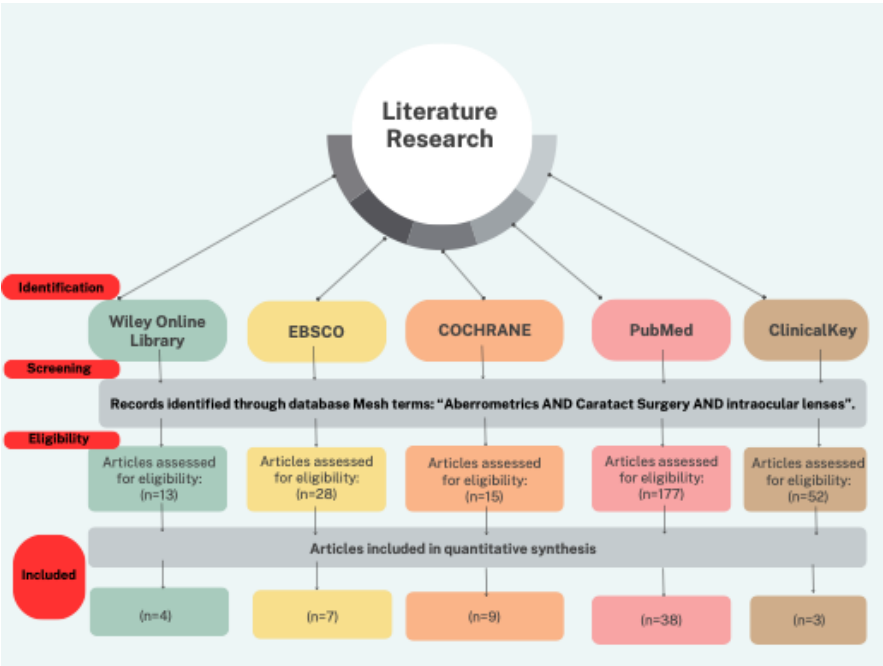 Literature
Research
Identification
Wiley Online
Library
EBSCO
COCHRANE
PubMed
ClinicalKey
Screening
Records identified through database Mesh terms: “Aberrometrics AND Caratact Surgery AND intraocular lenses”.
Eligibility
Articles assessed
for eligibility:
(n=13)
Articles assessed
for eligibility:
(n=28)
Articles assessed
for eligibility:
(n=15)
Articles assessed
for eligibility:
(n=177)
Articles assessed
for eligibility:
(n=52)
Articles included in quantitative synthesis
Included
(n=4)
(n=7)
(n=9)
(n=38)
(n=3)